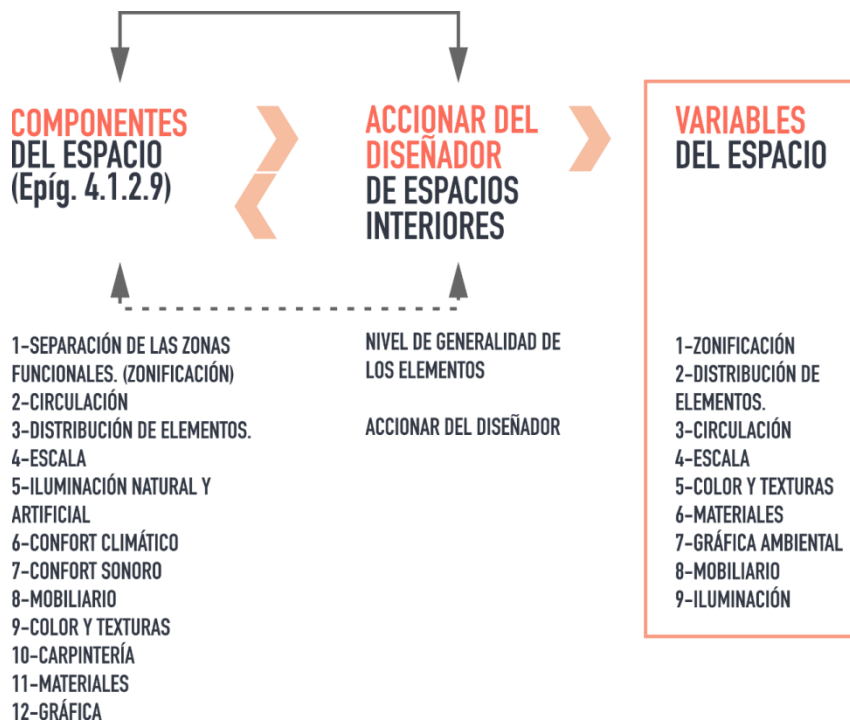 COMPONENTES
DEL ESPACIO
(Epíg. 4.1.2.9)
ACCIONAR DEL
DISEÑADOR
DE ESPACIOS
INTERIORES
VARIABLES
DEL ESPACIO
1-SEPARACIÓN DE LAS ZONAS
FUNCIONALES. (ZONIFICACIÓN)
2-CIRCULACIÓN
3-DISTRIBUCIÓN DE ELEMENTOS.
4-ESCALA
5-ILUMINACIÓN NATURAL Y
ARTIFICIAL
6-CONFORT CLIMÁTICO
7-CONFORT SONORO
8-MOBILIARIO
9-COLOR Y TEXTURAS
10-CARPINTERÍA
11-MATERIALES
12-GRÁFICA
NIVEL DE GENERALIDAD DE
LOS ELEMENTOS
ACCIONAR DEL DISEÑADOR
1-ZONIFICACIÓN
2-DISTRIBUCIÓN DE
ELEMENTOS.
3-CIRCULACIÓN
4-ESCALA
5-COLOR Y TEXTURAS
6-MATERIALES
7-GRÁFICA AMBIENTAL
8-MOBILIARIO
9-ILUMINACIÓN